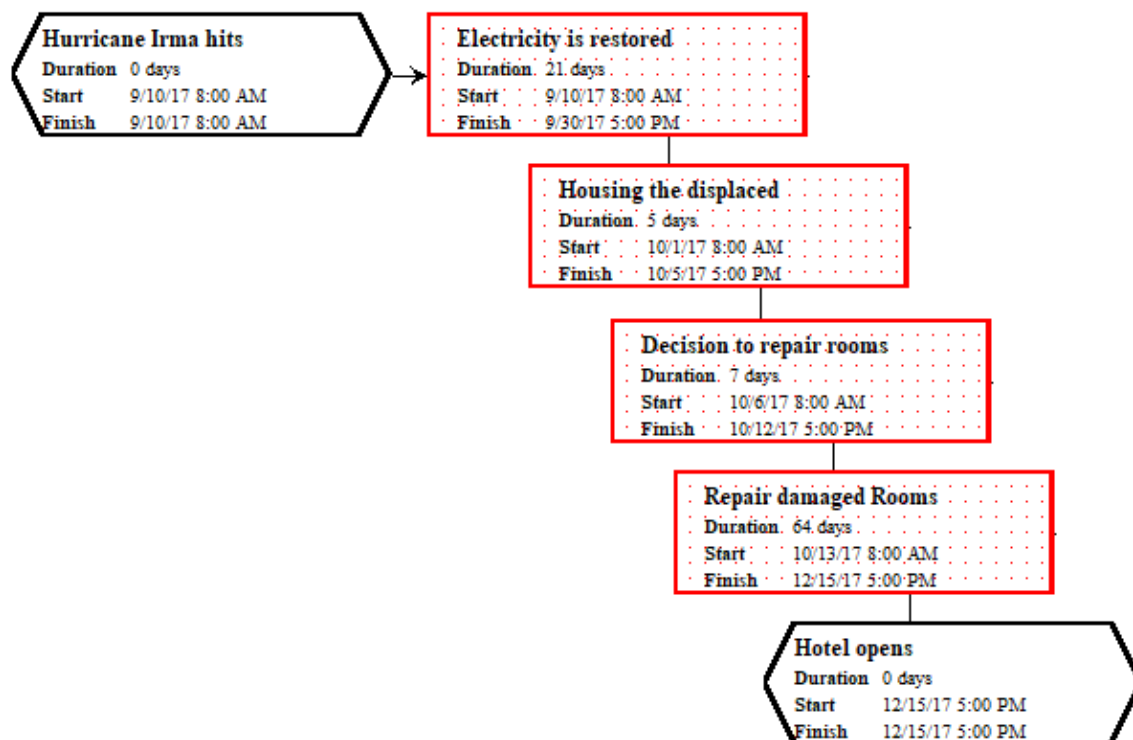 Hurricane Irma hits
Duration 0 days
Start 9/10/17 8:00 AM
Finish 9/10/17 8:00 AM
Electricity is restored
Duration 21 days
Start 9/10/17 8:00 AM
Finish 9/30/17 5:00 PM
Housing the displaced
Duration 5 days
Start 10/1/17 8:00 AM
Finish 10/5/17 5:00 PM
Decision to repair rooms
Duration 7 days
Start 10/6/17 8:00 AM
Finish 10/12/17 5:00 PM
Repair damaged Rooms
Duration 64 days
Start 10/13/17 8:00 AM
Finish 12/15/17 5:00 PM
Hotel opens
Duration 0 days
Start 12/15/17 5:00 PM
Finish 12/15/17 5:00 PM